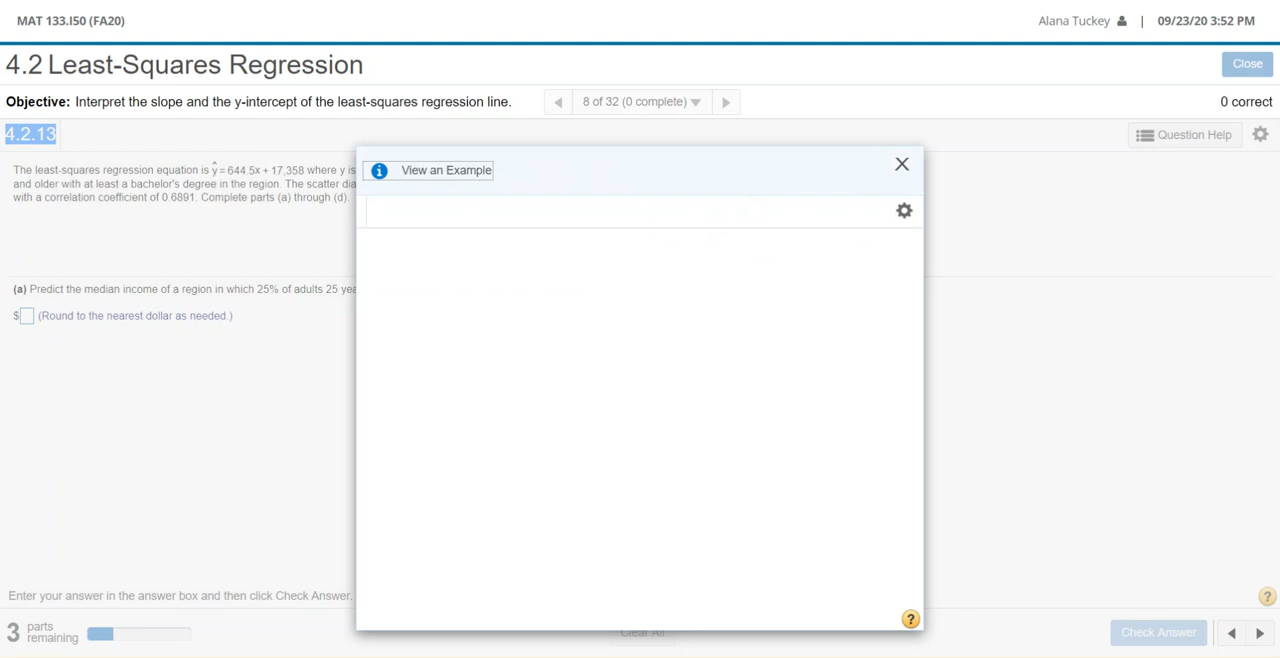 MAT 133.I50 (FA20)
Alana Tuckey | 09/23/20 3:52 PM
4.2 Least-Squares Regression
Close
Objective: Interpret the slope and the y-intercept of the least-squares regression line.
8 of 32 (0 complete)
0 correct
4.2.13
Question Help
The least-squares regression equation is ŷ = 644.5x + 17,358 where y is
and older with at least a bachelor's degree in the region. The scatter dia
with a correlation coefficient of 0.6891. Complete parts (a) through (d).
View an Example
(a) Predict the median income of a region in which 25% of adults 25 yea
$ (Round to the nearest dollar as needed.)
Enter your answer in the answer box and then click Check Answer.
?
?
3 parts
remaining
Clear All
Check Answer